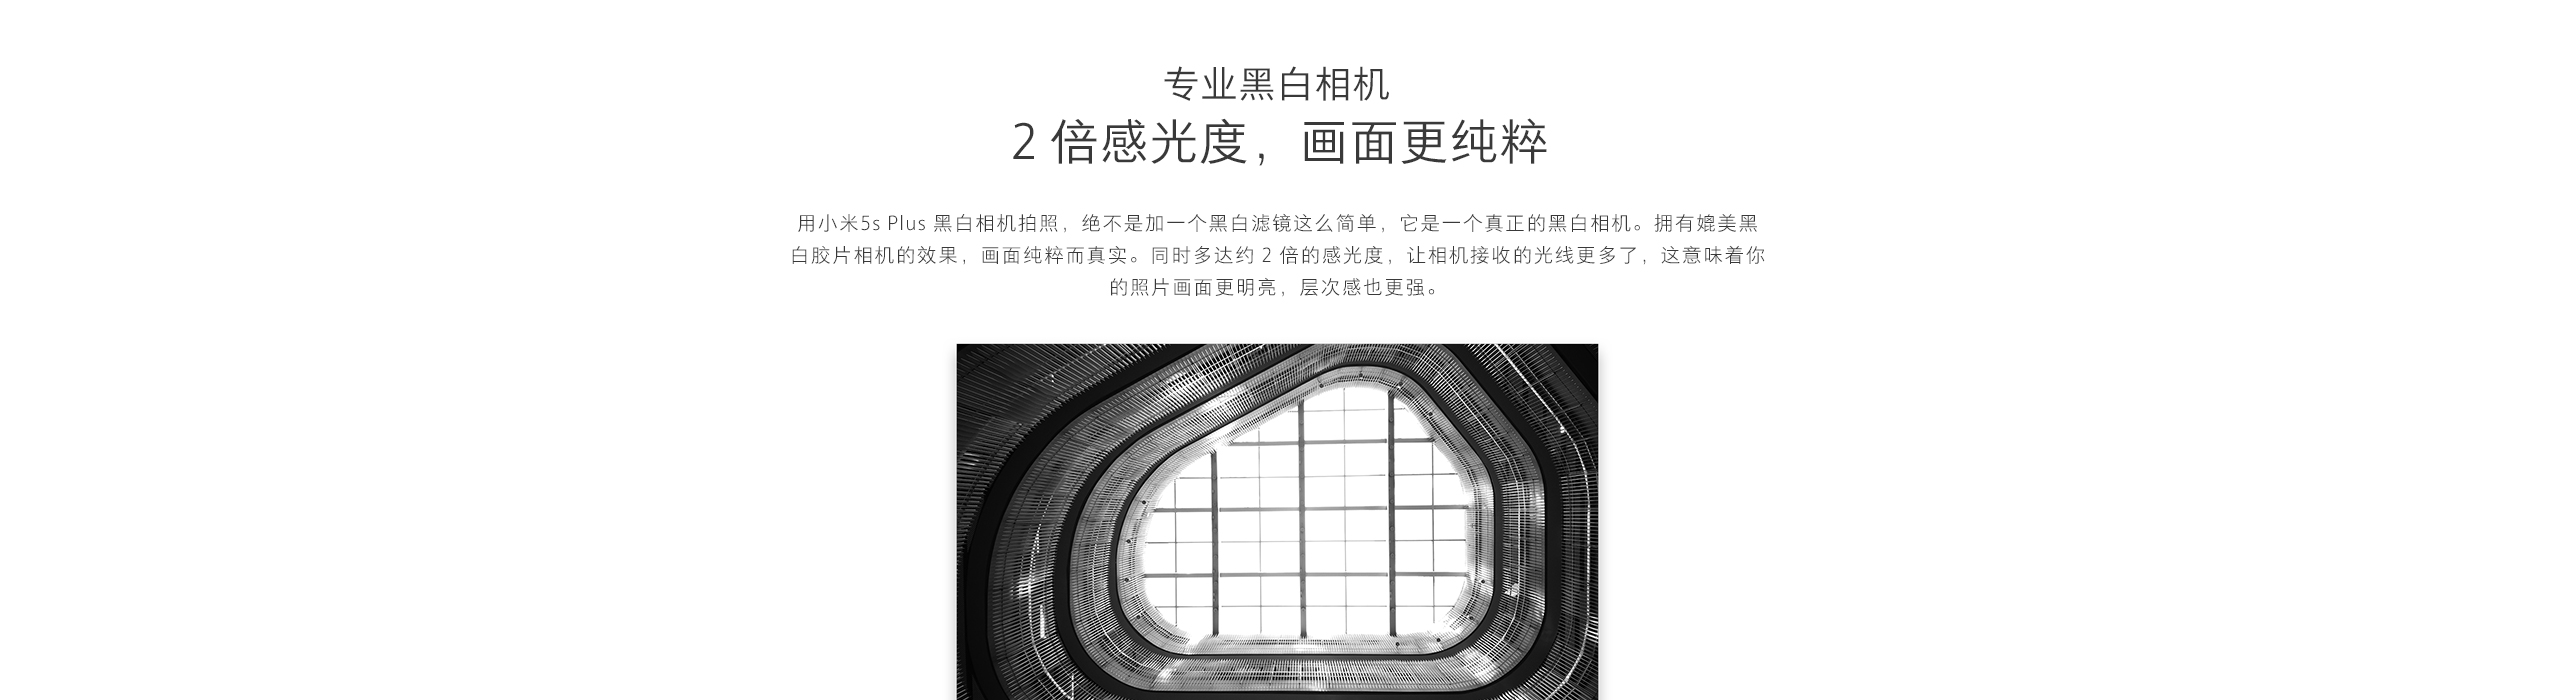 专业黑白相机
2 倍感光度，画面更纯粹
用小米5s Plus 黑白相机拍照，绝不是加一个黑白滤镜这么简单，它是一个真正的黑白相机。拥有媲美黑
白胶片相机的效果，画面纯粹而真实。同时多达约 2 倍的感光度，让相机接收的光线更多了，这意味着你
的照片画面更明亮，层次感也更强。